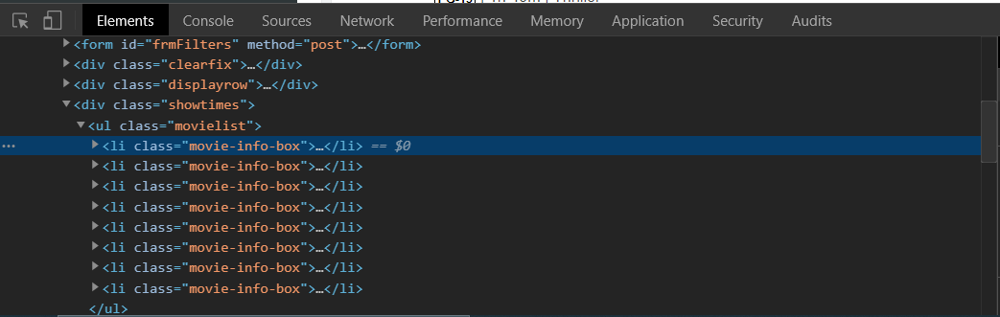 Elements Console Sources Network Performance Memory Application Security Audits
<form id="frmFilters" method="post">…</form>
<div class="clearfix">…</div>
<div class="displayrow">…</div>
<div class="showtimes">
<ul class="movielist">
… <li class="movie-info-box">…</li> == $0
<li class="movie-info-box">…</li>
<li class="movie-info-box">…</li>
<li class="movie-info-box">…</li>
<li class="movie-info-box">…</li>
<li class="movie-info-box">…</li>
<li class="movie-info-box">…</li>
<li class="movie-info-box">…</li>
</ul>